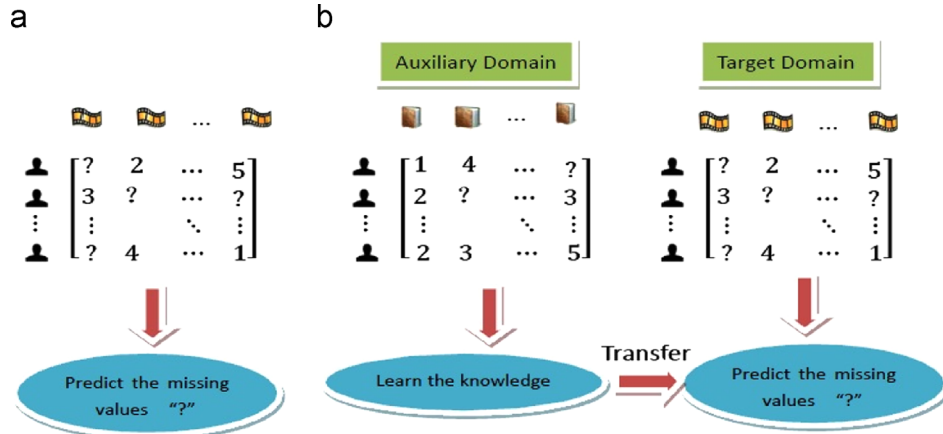 a
? 2 ... 5
3 ? ... ?
⋮ ⋮ ⋱ ⋮
? 4 ... 1
Predict the missing
values "?"
b
Auxiliary Domain
...
1 4 ... ?
2 ? ... 3
⋮ ⋮ ⋱ ⋮
2 3 ... 5
Learn the knowledge
Transfer
Target Domain
...
? 2 ... 5
3 ? ... ?
⋮ ⋮ ⋱ ⋮
? 4 ... 1
Predict the missing
values "?"